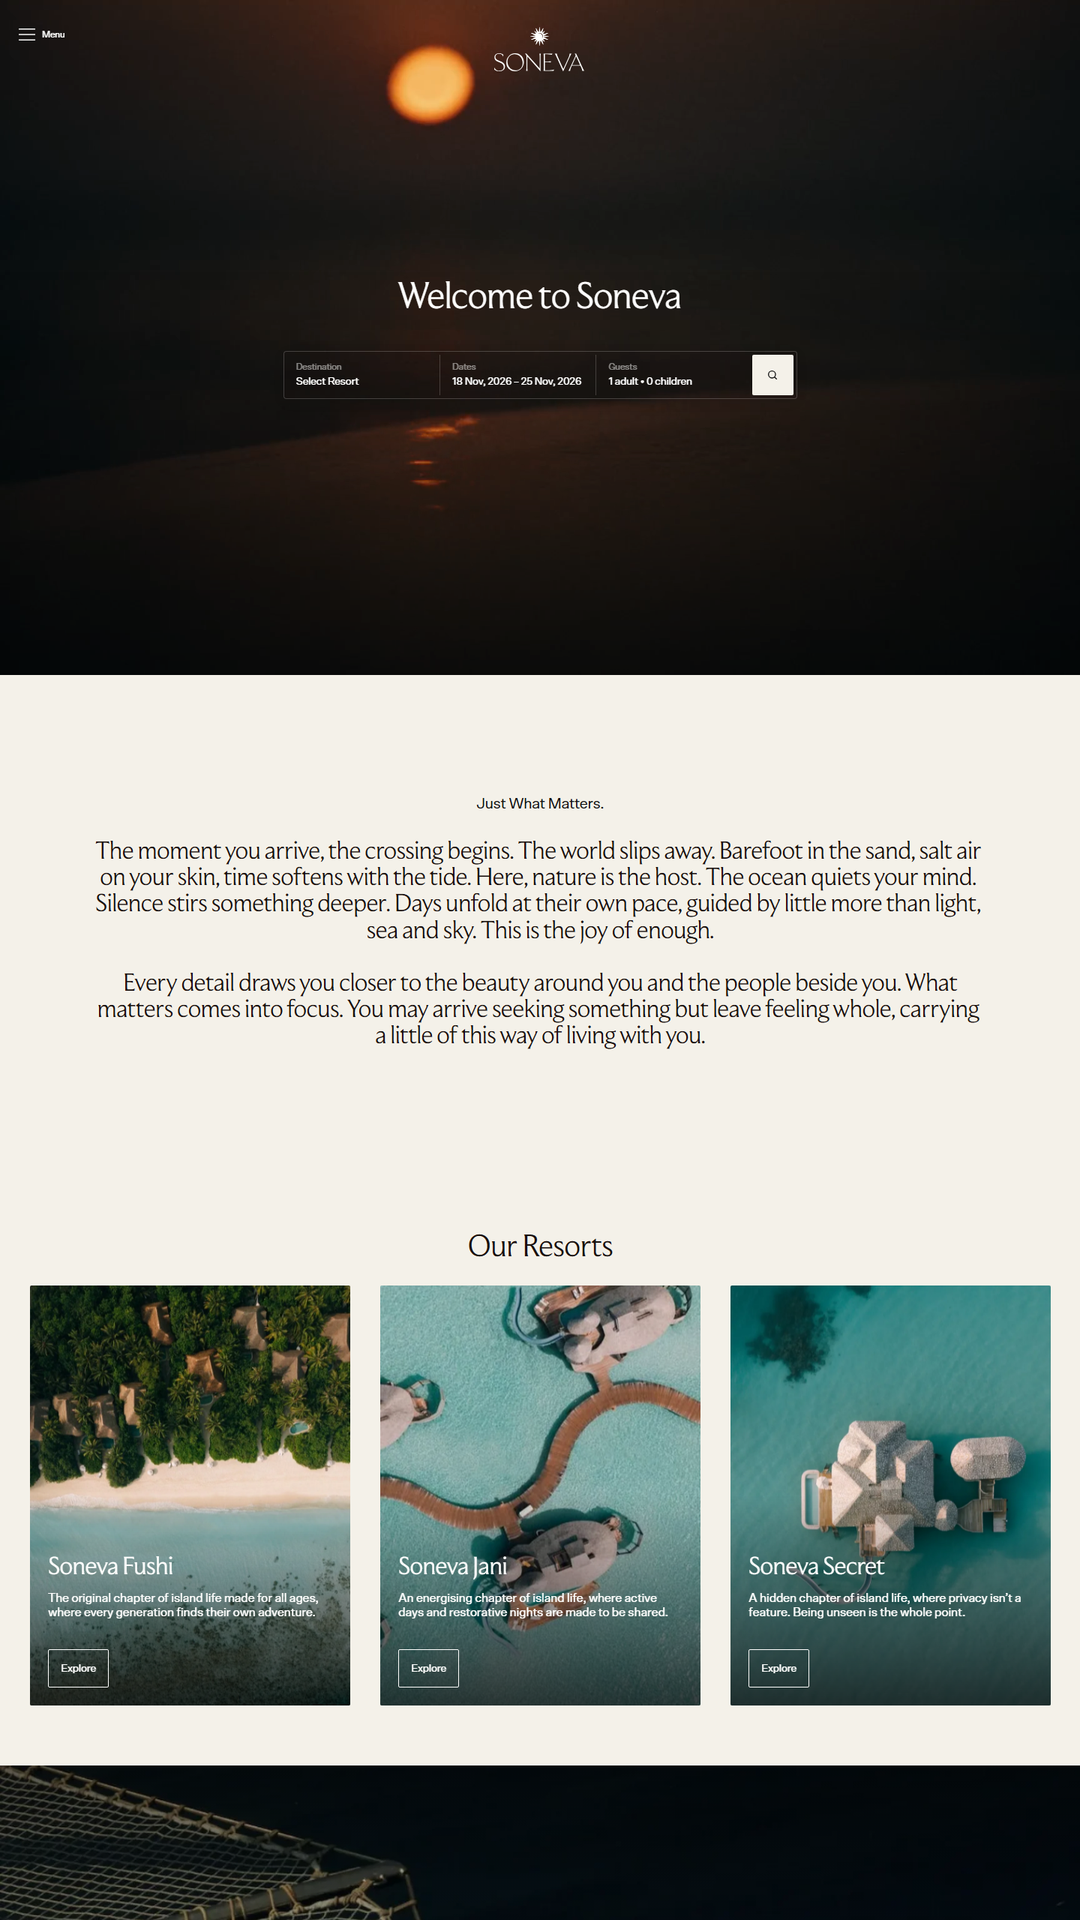 Menu
SONEVA
Welcome to Soneva
Destination
Select Resort
Dates
18 Nov, 2026 – 25 Nov, 2026
Guests
1 adult • 0 children
Just What Matters.
The moment you arrive, the crossing begins. The world slips away. Barefoot in the sand, salt air
on your skin, time softens with the tide. Here, nature is the host. The ocean quiets your mind.
Silence stirs something deeper. Days unfold at their own pace, guided by little more than light,
sea and sky. This is the joy of enough.
Every detail draws you closer to the beauty around you and the people beside you. What
matters comes into focus. You may arrive seeking something but leave feeling whole, carrying
a little of this way of living with you.
Our Resorts
Soneva Fushi
The original chapter of island life made for all ages,
where every generation finds their own adventure.
Explore
Soneva Jani
An energising chapter of island life, where active
days and restorative nights are made to be shared.
Explore
Soneva Secret
A hidden chapter of island life, where privacy isn't a
feature. Being unseen is the whole point.
Explore